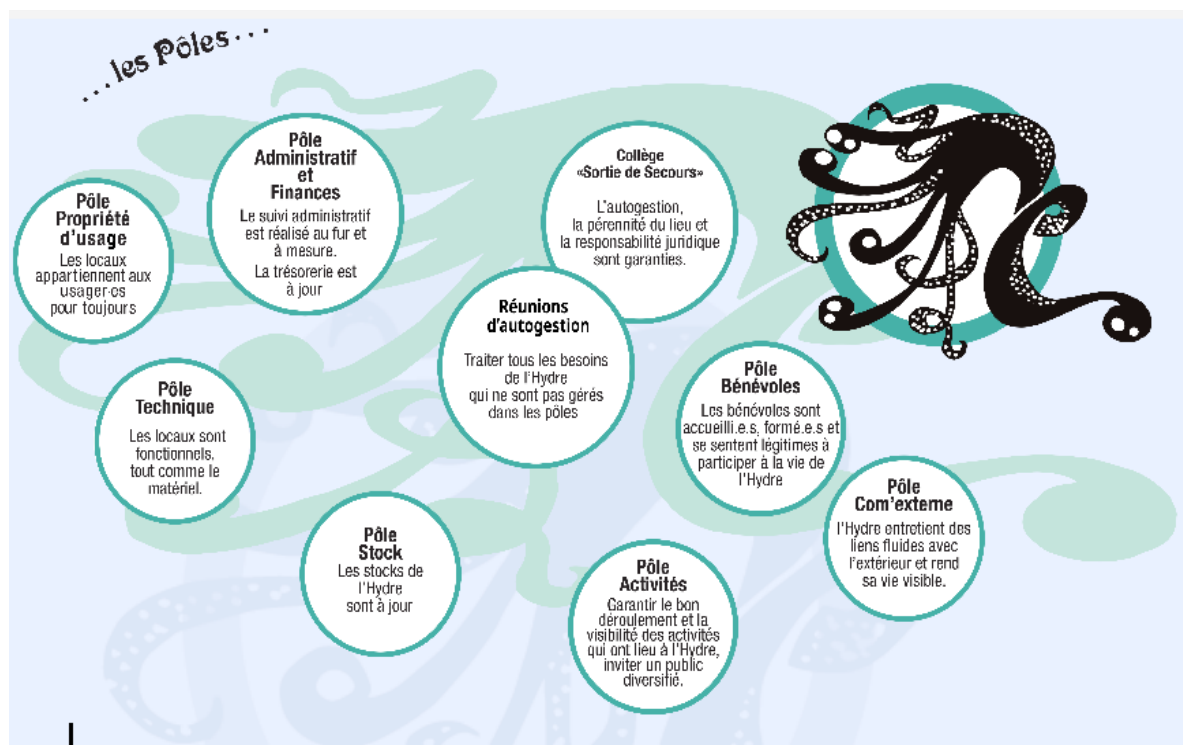 ...les Pôles...
Pôle
Propriété
d'usage
Les locaux
appartiennent aux
usager·es
pour toujours
Pôle
Administratif
et
Finances
Le suivi administratif
est réalisé au fur et
à mesure.
La trésorerie est
à jour
Collège
«Sortie de Secours»
L'autogestion,
la pérennité du lieu et
la responsabilité juridique
sont garanties.
Réunions
d'autogestion
Traiter tous les besoins
de l'Hydre
qui ne sont pas gérés
dans les pôles
Pôle
Technique
Les locaux sont
fonctionnels,
tout comme le
matériel.
Pôle
Bénévoles
Les bénévoles sont
accueilli.e.s, formé.e.s et
se sentent légitimes à
participer à la vie de
l'Hydre
Pôle
Com'externe
l'Hydre entretient des
liens fluides avec
l'extérieur et rend
sa vie visible.
Pôle
Stock
Les stocks de
l'Hydre
sont à jour
Pôle
Activités
Garantir le bon
déroulement et la
visibilité des activités
qui ont lieu à l'Hydre,
inviter un public
diversifié.